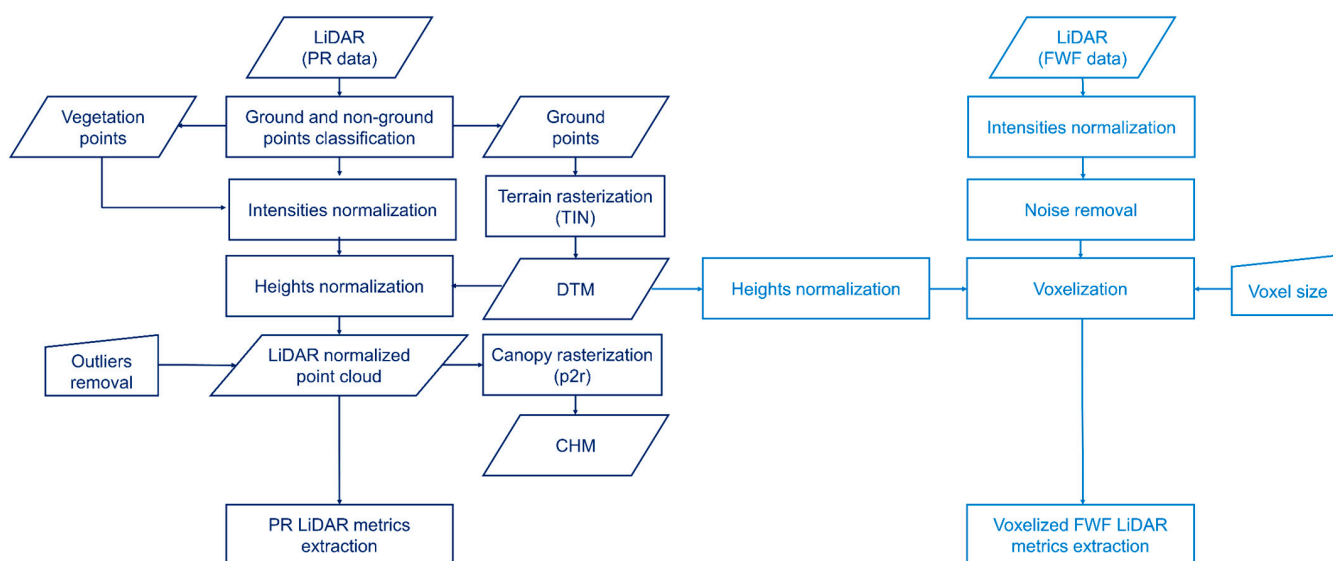 LiDAR
(PR data)
LiDAR
(FWF data)
Vegetation
points
Ground and non-ground
points classification
Ground
points
Intensities normalization
Intensities normalization
Terrain rasterization
(TIN)
Noise removal
Heights normalization
DTM
Heights normalization
Voxelization
Voxel size
Outliers
removal
LiDAR normalized
point cloud
Canopy rasterization
(p2r)
CHM
PR LiDAR metrics
extraction
Voxelized FWF LiDAR
metrics extraction